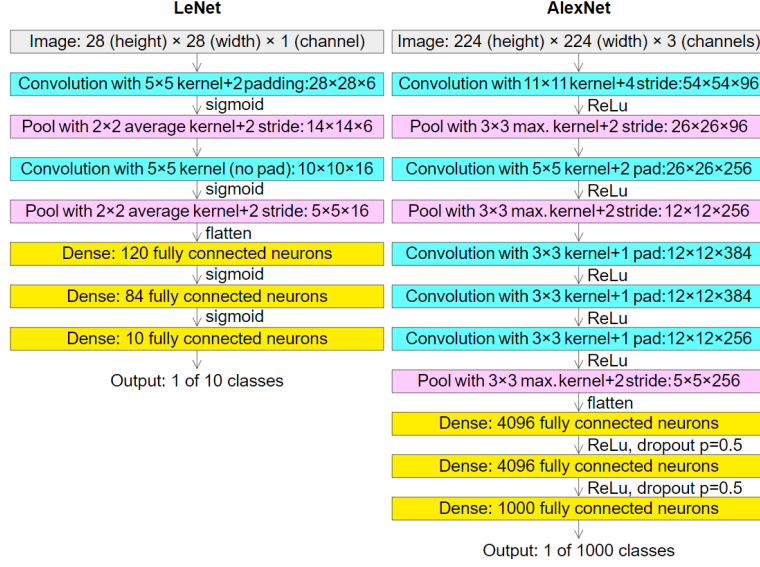 LeNet
Image: 28 (height) × 28 (width) × 1 (channel)
Convolution with 5×5 kernel+2 padding:28×28×6
sigmoid
Pool with 2×2 average kernel+2 stride: 14×14×6
sigmoid
Convolution with 5×5 kernel (no pad):10×10×16
sigmoid
Pool with 2×2 average kernel+2 stride: 5×5×16
flatten
Dense: 120 fully connected neurons
sigmoid
Dense: 84 fully connected neurons
sigmoid
Dense: 10 fully connected neurons
Output: 1 of 10 classes
AlexNet
Image: 224 (height) × 224 (width) × 3 (channels)
Convolution with 11×11 kernel+4 stride:54×54×96
ReLu
Pool with 3×3 max. kernel+2 stride: 26×26×96
Convolution with 5×5 kernel+2 pad:26×26×256
ReLu
Pool with 3×3 max. kernel+2 stride: 12×12×256
Convolution with 3×3 kernel+1 pad:12×12×384
ReLu
Convolution with 3×3 kernel+1 pad:12×12×384
ReLu
Convolution with 3×3 kernel+1 pad:12×12×256
ReLu
Pool with 3×3 max. kernel+2 stride: 5×5×256
flatten
Dense: 4096 fully connected neurons
ReLu, dropout p=0.5
Dense: 4096 fully connected neurons
ReLu, dropout p=0.5
Dense: 1000 fully connected neurons
Output: 1 of 1000 classes